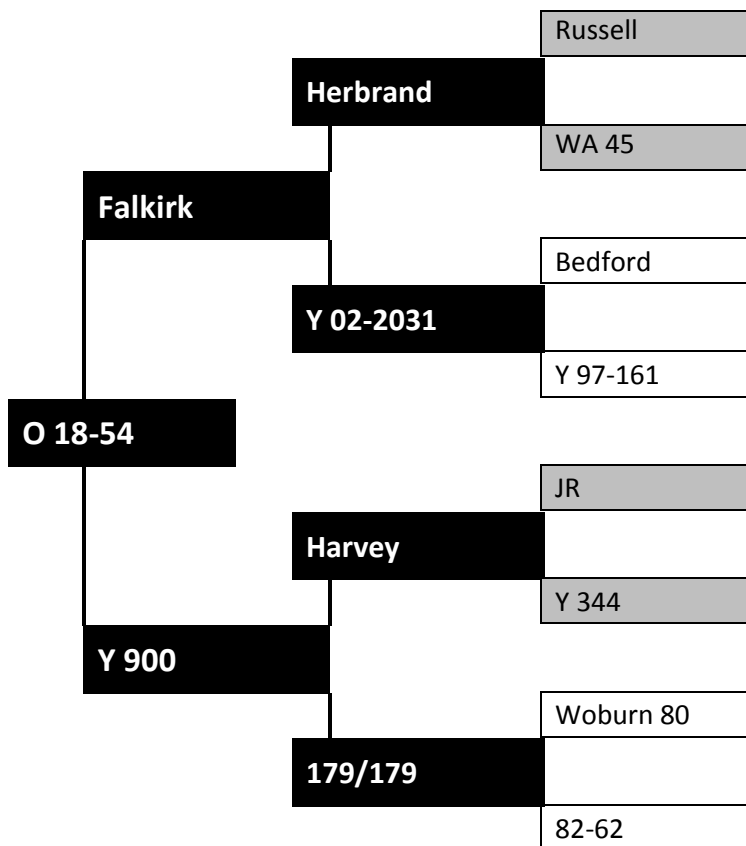 Russell
Herbrand
WA 45
Falkirk
Bedford
Y 02-2031
Y 97-161
O 18-54
JR
Harvey
Y 344
Y 900
Woburn 80
179/179
82-62